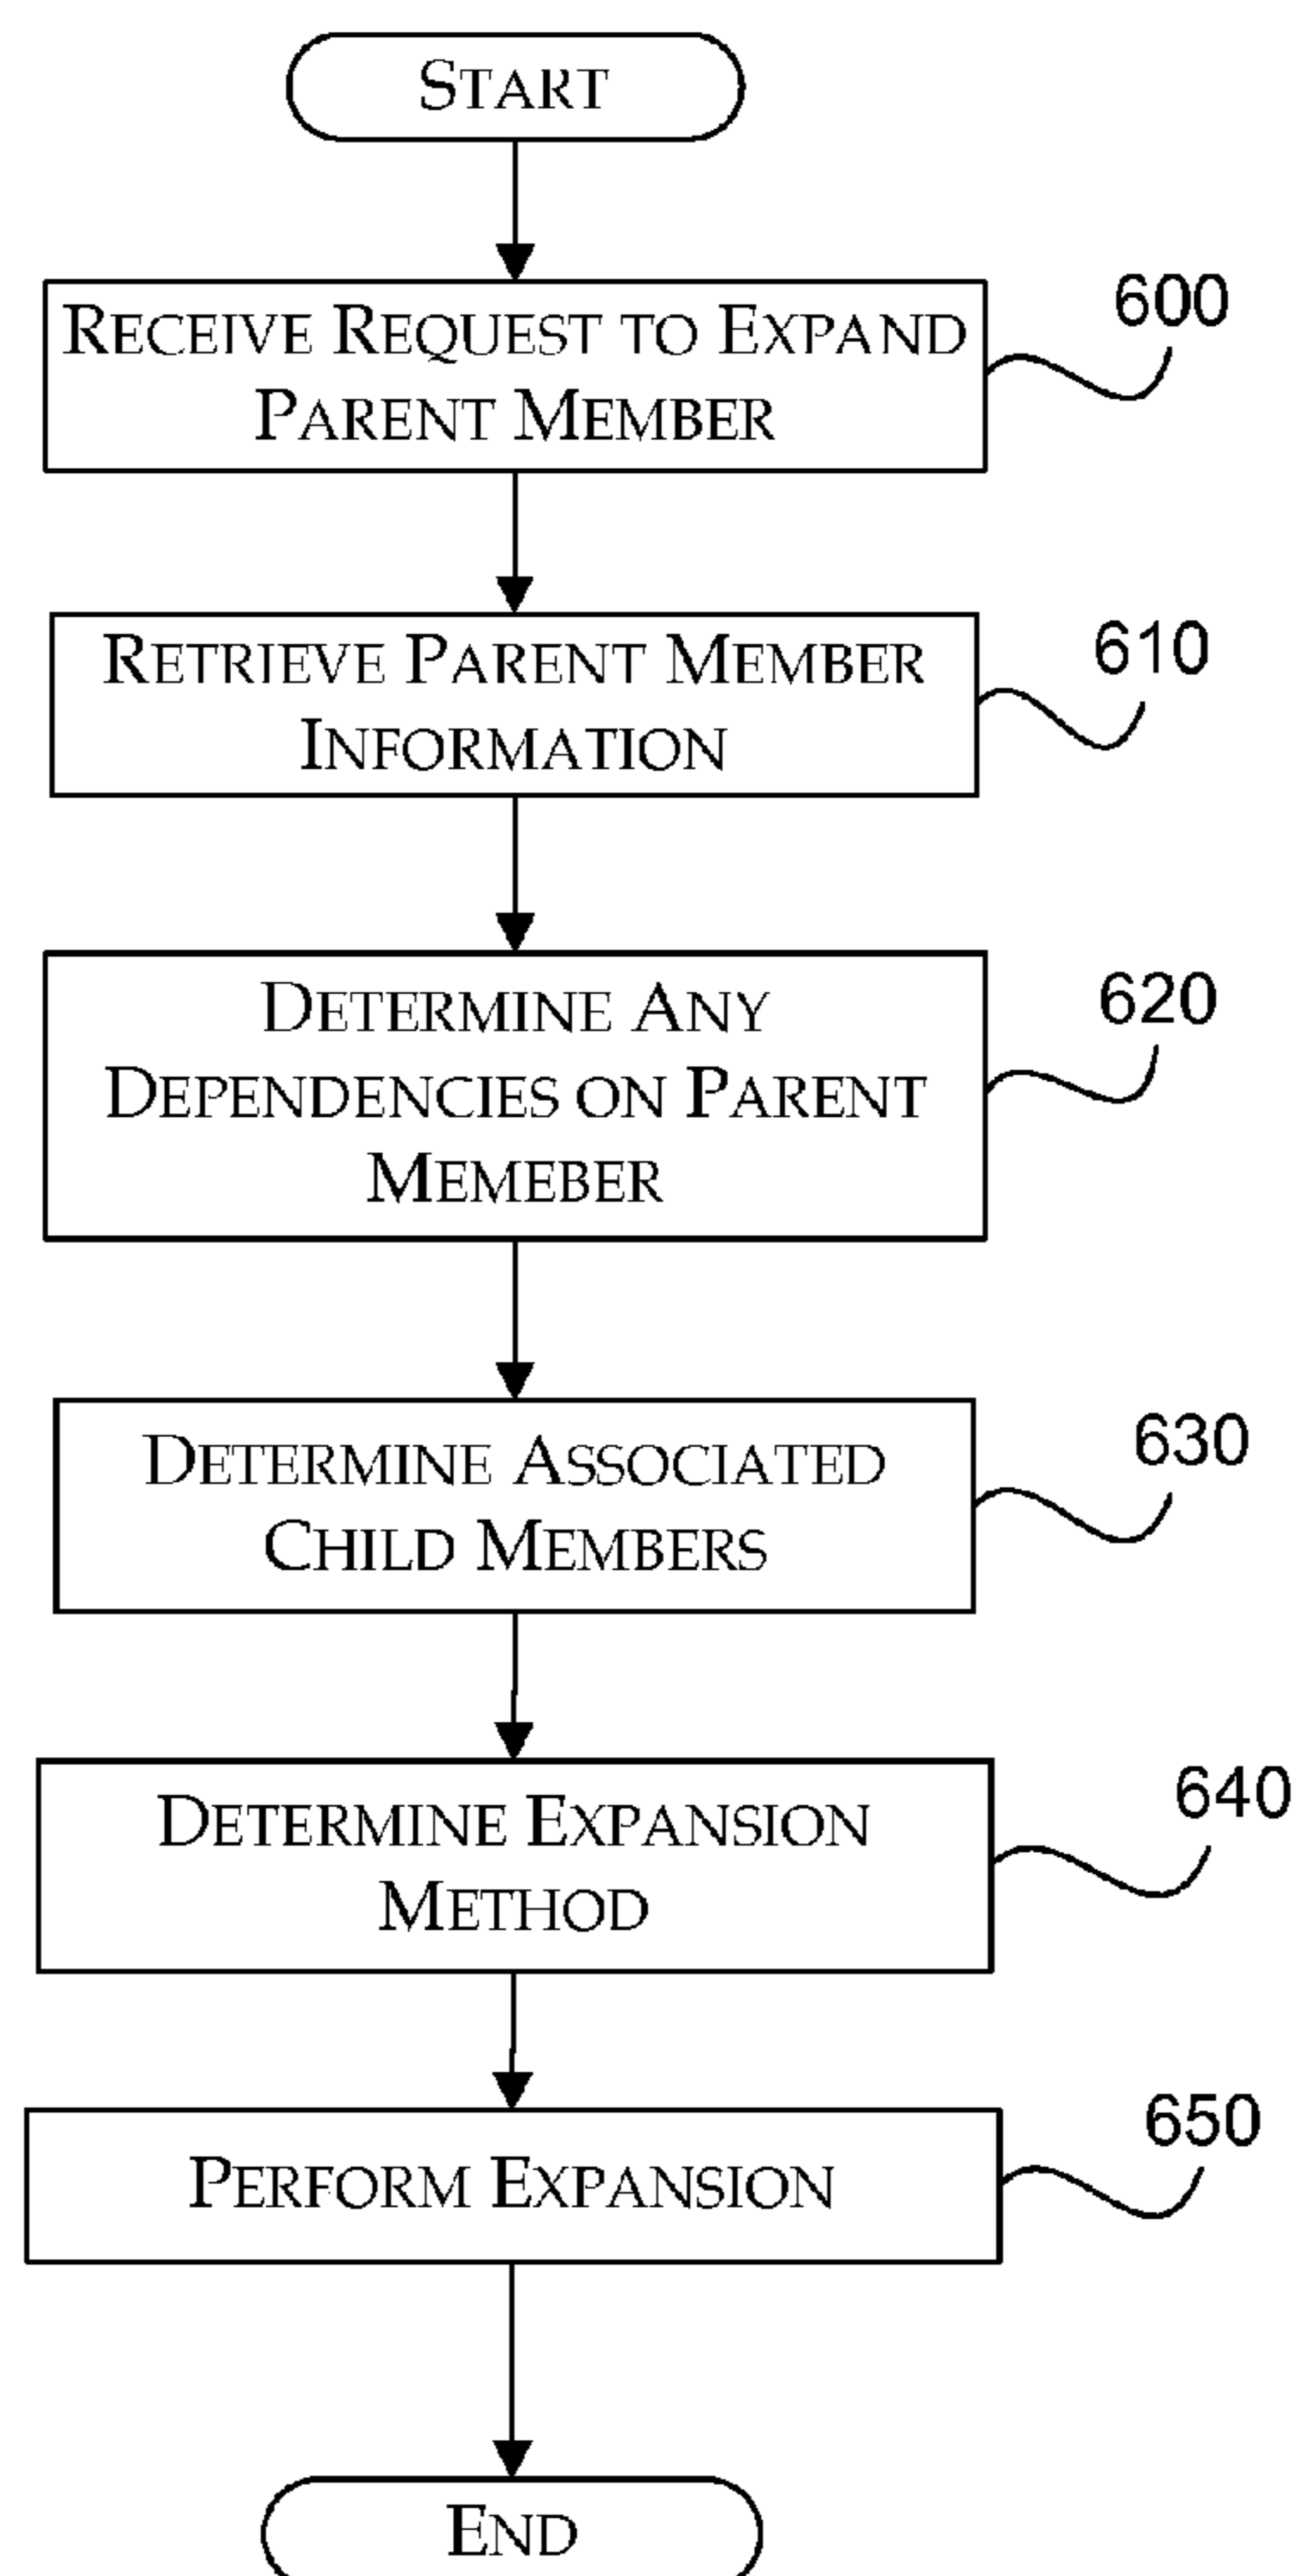 START
RECEIVE REQUEST TO EXPAND
PARENT MEMBER
600
RETRIEVE PARENT MEMBER
INFORMATION
610
DETERMINE ANY
DEPENDENCIES ON PARENT
MEMEBER
620
DETERMINE ASSOCIATED
CHILD MEMBERS
630
DETERMINE EXPANSION
METHOD
640
PERFORM EXPANSION
650
END